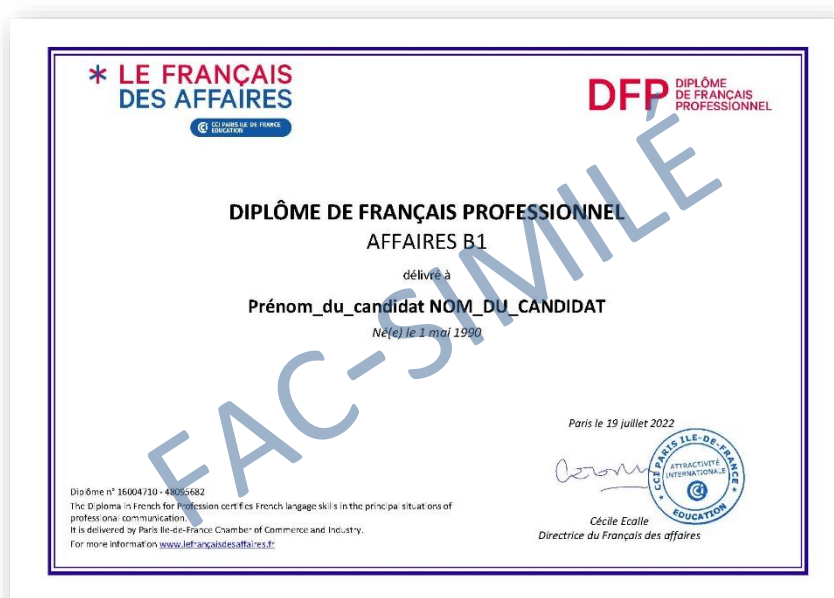 LE FRANÇAIS
DES AFFAIRES
CCI PARIS ILE-DE-FRANCE
EDUCATION
DFP DIPLÔME
DE FRANÇAIS
PROFESSIONNEL
DIPLÔME DE FRANÇAIS PROFESSIONNEL
AFFAIRES B1
délivré à
Prénom_du_candidat NOM_DU_CANDIDAT
Né(e) le 1 mai 1990
FAC-SIMILÉ
Paris le 19 juillet 2022
CCI PARIS ILE-DE-FRANCE
ATTRACTIVITÉ
INTERNATIONALE
EDUCATION
Cécile Ecalle
Directrice du Français des affaires
Diplôme n° 16004710 - 48095682
The Diploma in French for Profession certifies French langage skills in the principal situations of
professional communication.
It is delivered by Paris Ile-de-France Chamber of Commerce and Industry.
For more information www.lefrançaisdesaffaires.fr